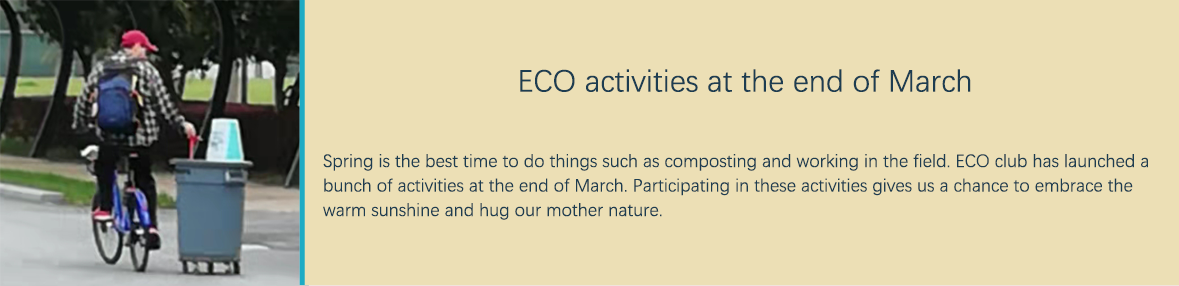 ECO activities at the end of March
Spring is the best time to do things such as composting and working in the field. ECO club has launched a
bunch of activities at the end of March. Participating in these activities gives us a chance to embrace the
warm sunshine and hug our mother nature.